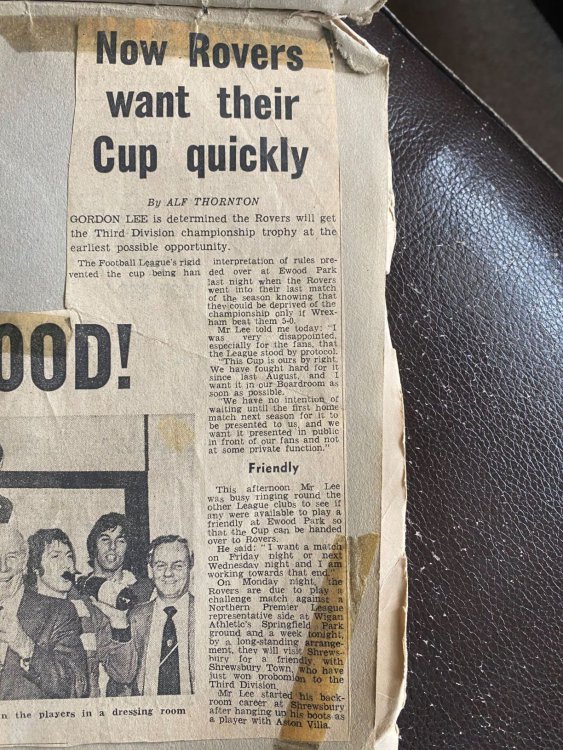 Now Rovers
want their
Cup quickly
By ALF THORNTON
GORDON LEE is determined the Rovers will get
the Third Division championship trophy at the
earliest possible opportunity.
The Football League's rigid
vented the cup being han
interpretation of rules pre-
ded over at Ewood Park
last night when the Rovers
went into their last match
of the season knowing that
they could be deprived of the
championship only if Wrex-
ham beat them 5-0.
Mr Lee told me today: "I
was very disappointed,
especially for the fans, that
the League stood by protocol.
"This Cup is ours by right.
We have fought hard for it
since last August, and I
want it in our Boardroom as
soon as possible.
"We have no intention of
waiting until the first home
match next season for it to
be presented to us, and we
want it presented in public
in front of our fans and not
at some private function."
Friendly
This afternoon Mr Lee
was busy ringing round the
other League clubs to see if
any were available to play a
friendly at Ewood Park so
that the Cup can be handed
over to Rovers.
He said: "I want a match
on Friday night or next
Wednesday night and I am
working towards that end."
On Monday night, the
Rovers are due to play a
challenge match against a
Northern Premier League
representative side at Wigan
Athletic's Springfield Park
ground and a week tonight,
by a long-standing arrange-
ment, they will visit Shrews-
bury for a friendly with
Shrewsbury Town, who have
just won probomion to the
Third Division.
Mr Lee started his back-
room career at Shrewsbury
after hanging up his boots as
a player with Aston Villa.
OOD!
n the players in a dressing room